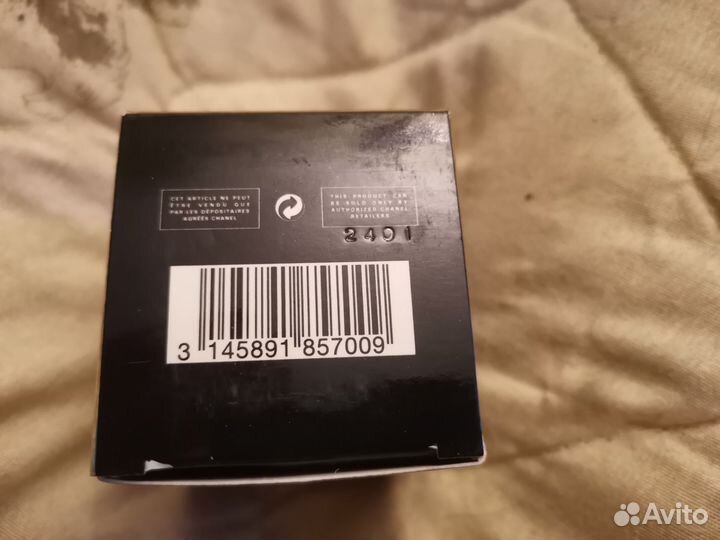 CET ARTICLE NE PEUT
ÊTRE VENDU QUE
PAR LES DÉPOSITAIRES
AGRÉÉS CHANEL
THIS PRODUCT CAN
BE SOLD ONLY BY
AUTHORIZED CHANEL
RETAILERS
2401
3 145891 857009
Avito